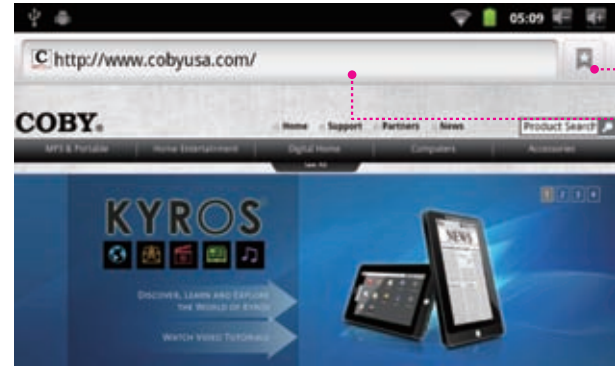 05:09
C http://www.cobyusa.com/
COBY.
Home Support Partners News Product Search
MP3 & Portable Home Entertainment Digital Home Computers Accessories
1 2 3 4
KYROS
NEWS
Discover, Learn and Explore
the World of Kyros
Watch Video Tutorials